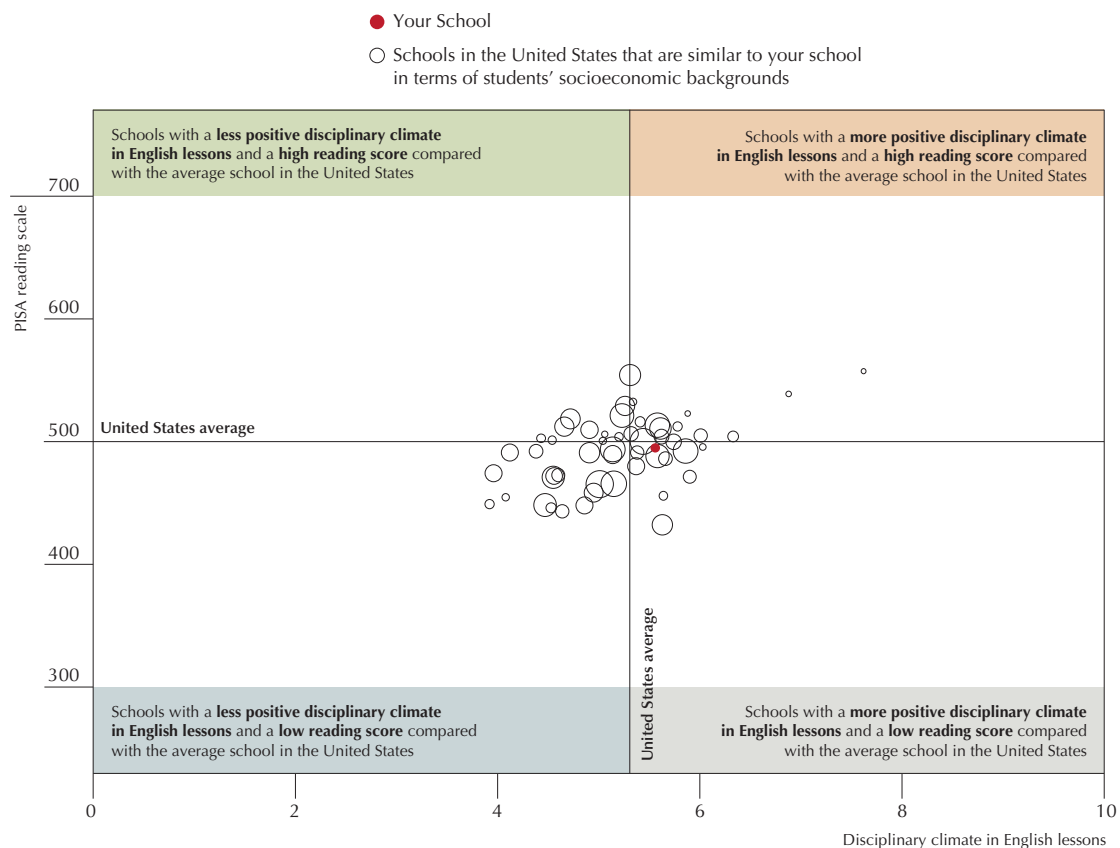 Your School
Schools in the United States that are similar to your school
in terms of students’ socioeconomic backgrounds
Schools with a less positive disciplinary climate
in English lessons and a high reading score compared
with the average school in the United States
Schools with a more positive disciplinary climate
in English lessons and a high reading score compared
with the average school in the United States
PISA reading scale
700
600
500
400
300
United States average
United States average
Schools with a less positive disciplinary climate
in English lessons and a low reading score compared
with the average school in the United States
Schools with a more positive disciplinary climate
in English lessons and a low reading score compared
with the average school in the United States
0 2 4 6 8 10
Disciplinary climate in English lessons